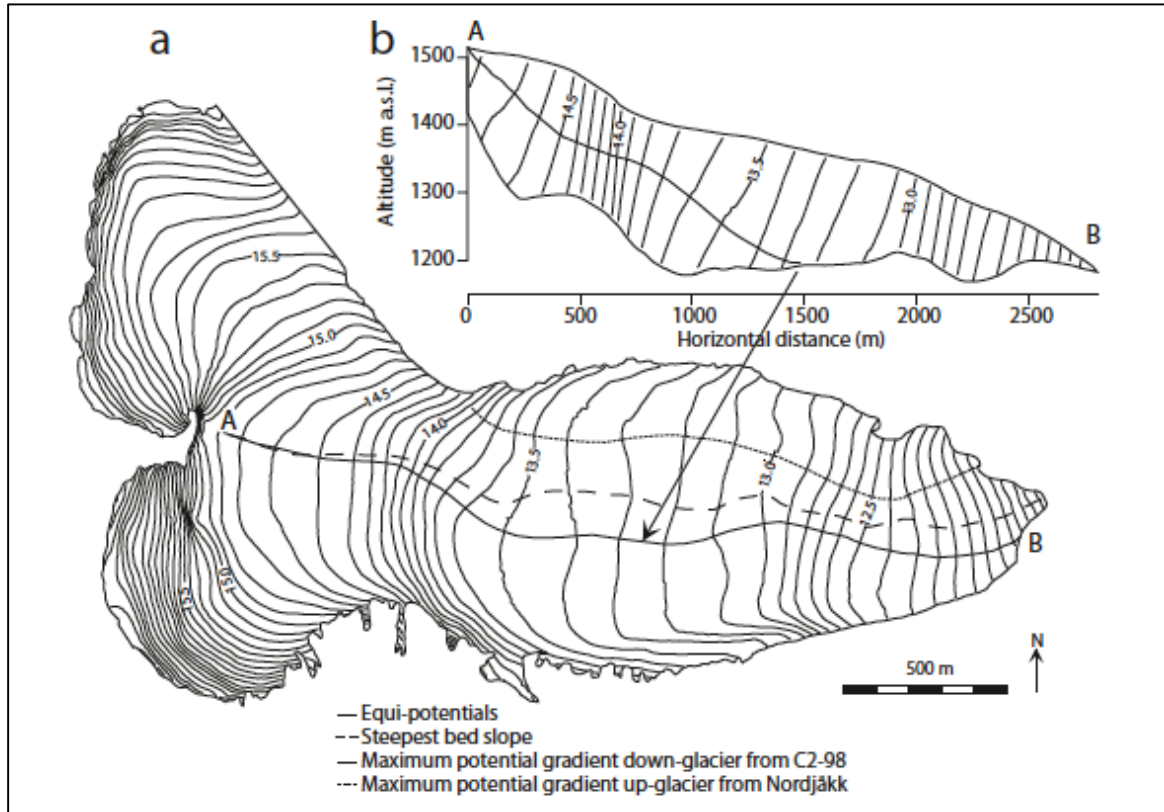 a
b
A
1500
1400
1300
1200
Altitude (m a.s.l.)
14.5
14.0
13.5
13.0
B
0
500
1000
1500
2000
2500
Horizontal distance (m)
15.5
15.0
A
14.5
14.0
13.5
13.0
12.5
B
15.0
15.5
N
500 m
Equi-potentials
Steepest bed slope
Maximum potential gradient down-glacier from C2-98
Maximum potential gradient up-glacier from Nordjåkk